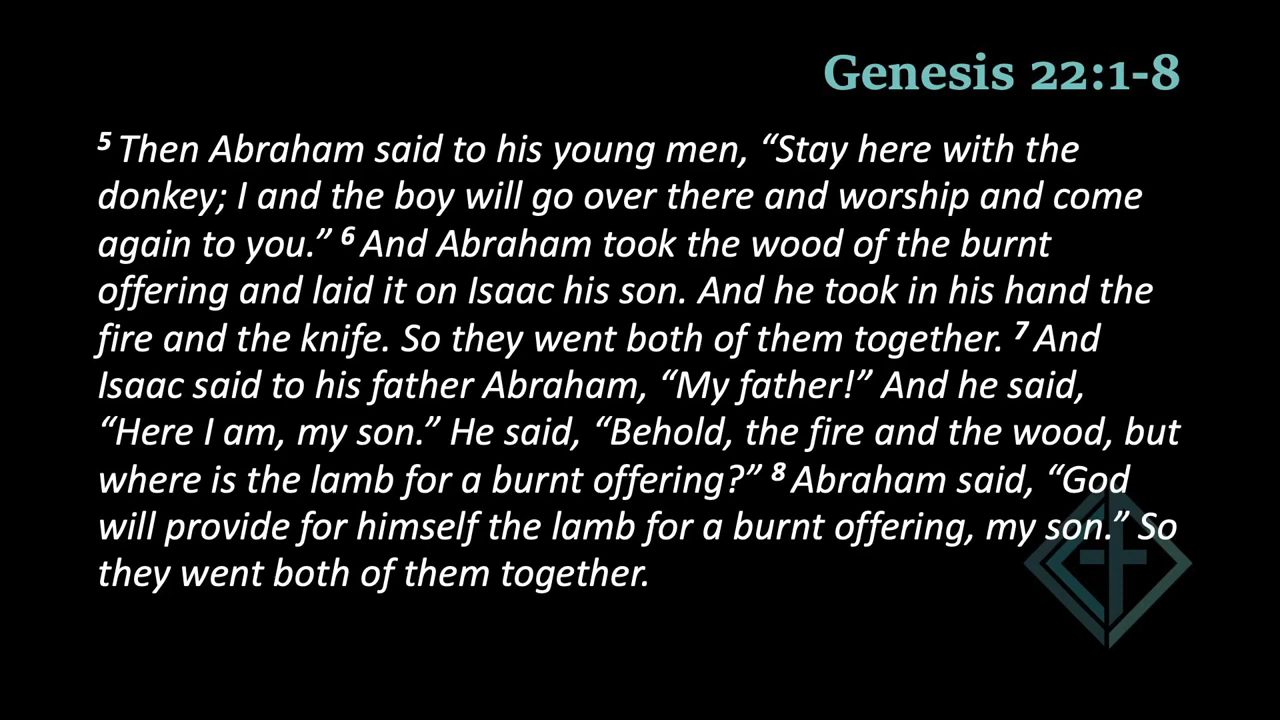 Genesis 22:1-8
5 Then Abraham said to his young men, “Stay here with the
donkey; I and the boy will go over there and worship and come
again to you.” 6 And Abraham took the wood of the burnt
offering and laid it on Isaac his son. And he took in his hand the
fire and the knife. So they went both of them together. 7 And
Isaac said to his father Abraham, “My father!” And he said,
“Here I am, my son.” He said, “Behold, the fire and the wood, but
where is the lamb for a burnt offering?” 8 Abraham said, “God
will provide for himself the lamb for a burnt offering, my son.” So
they went both of them together.